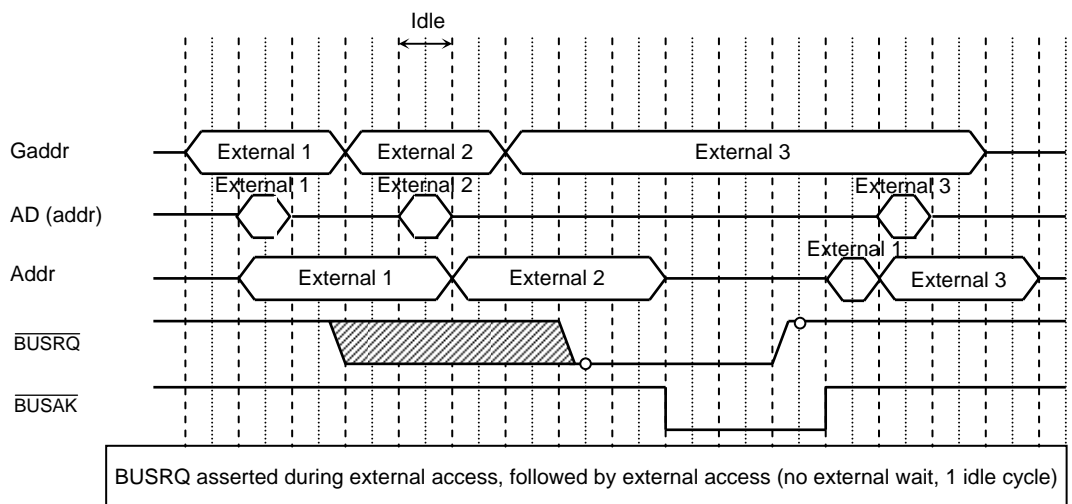 Idle
Gaddr
External 1
External 2
External 3
AD (addr)
External 1
External 2
External 3
Addr
External 1
External 2
External 1
External 3
BUSRQ
BUSAK
BUSRQ asserted during external access, followed by external access (no external wait, 1 idle cycle)